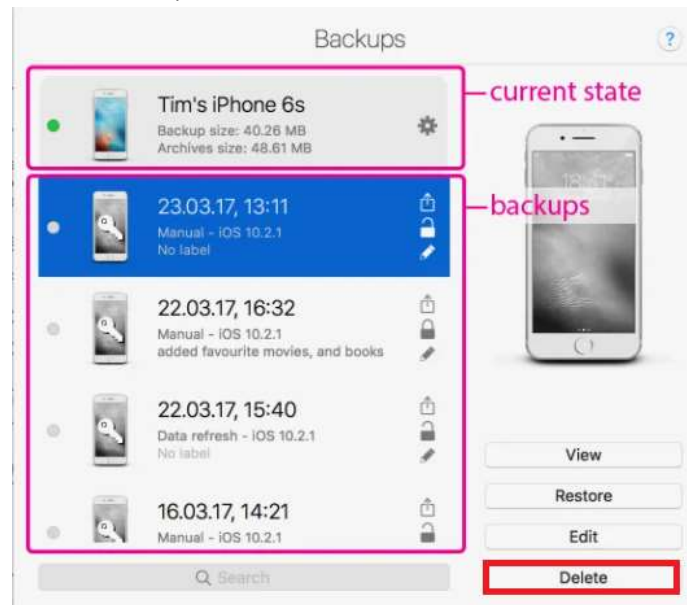 Backups
?
current state
Tim's iPhone 6s
Backup size: 40.26 MB
Archives size: 48.61 MB
backups
23.03.17, 13:11
Manual - iOS 10.2.1
No label
22.03.17, 16:32
Manual - iOS 10.2.1
added favourite movies, and books
22.03.17, 15:40
Data refresh - iOS 10.2.1
No label
16.03.17, 14:21
Manual - iOS 10.2.1
Search
View
Restore
Edit
Delete